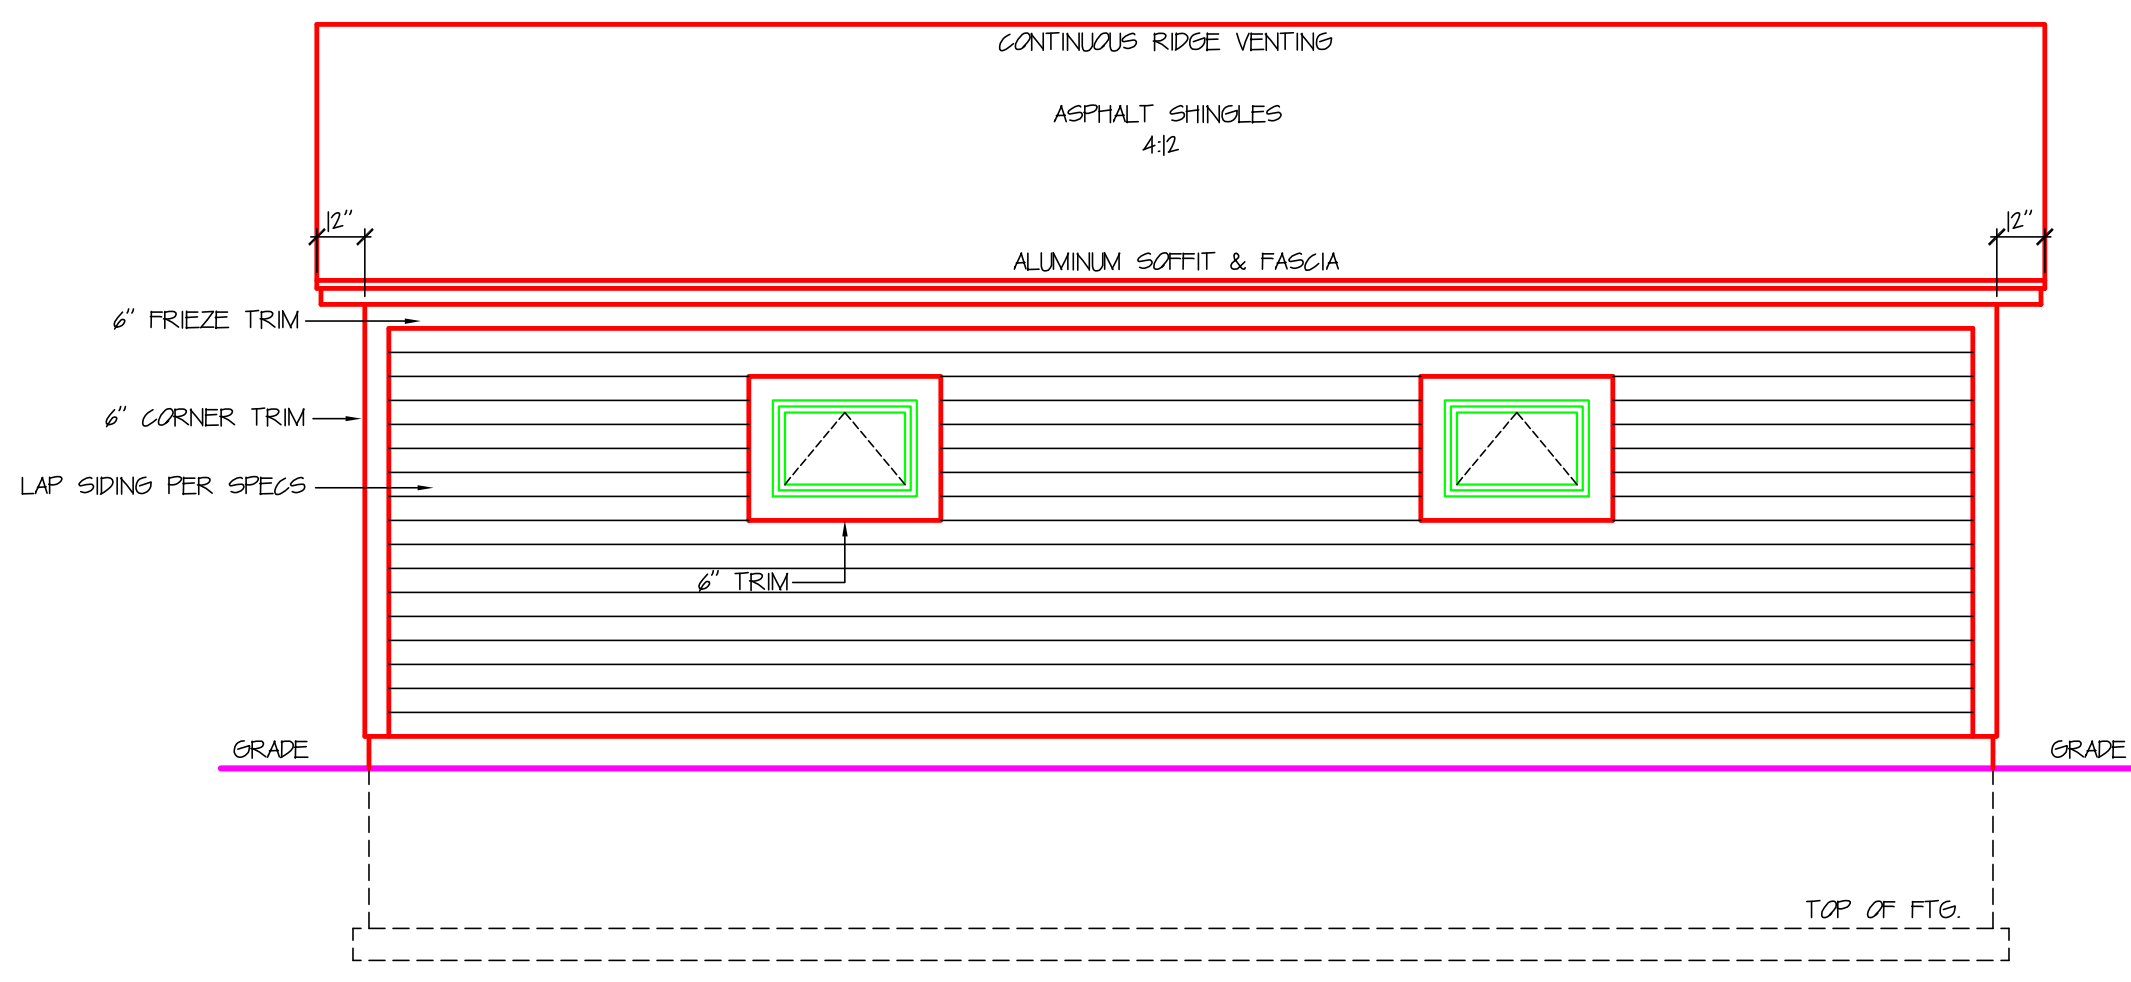 CONTINUOUS RIDGE VENTING
ASPHALT SHINGLES
4:12
12"
12"
ALUMINUM SOFFIT & FASCIA
6" FRIEZE TRIM
6" CORNER TRIM
LAP SIDING PER SPECS
6" TRIM
GRADE
GRADE
TOP OF FTG.